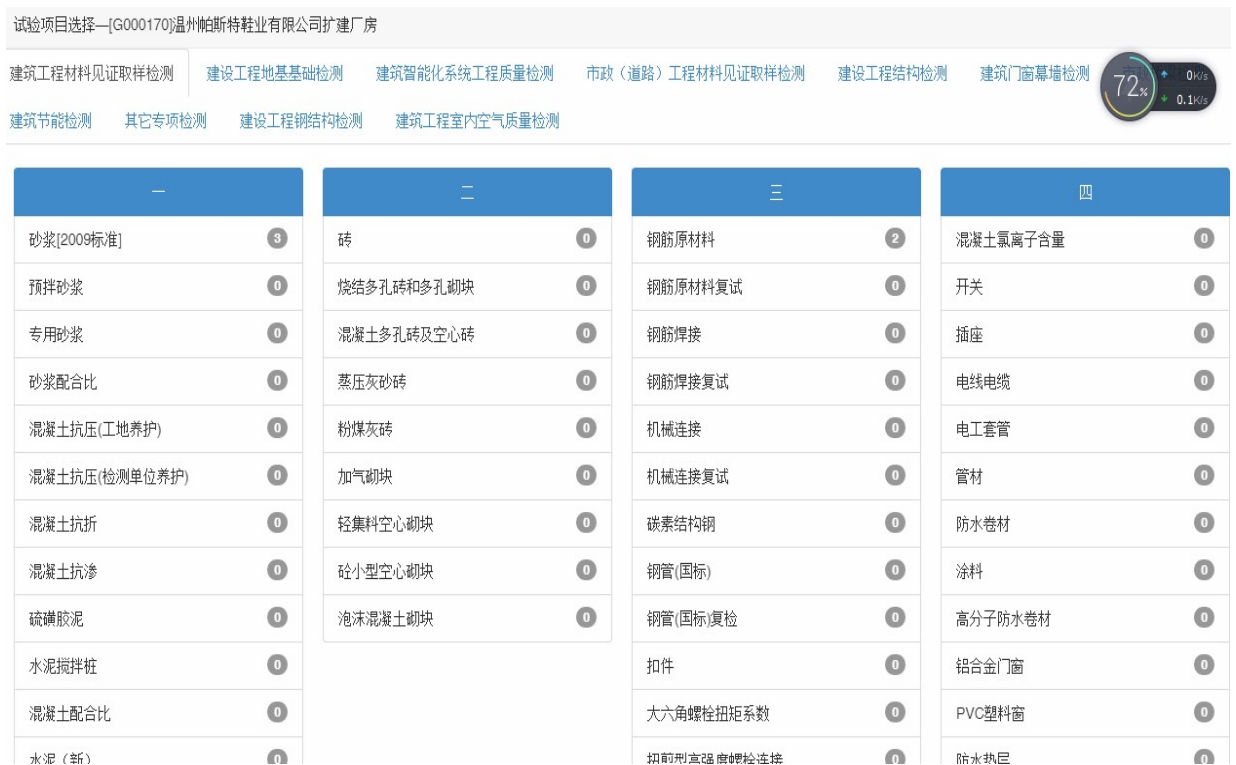 试验项目选择—[G000170]温州帕斯特鞋业有限公司扩建厂房
建筑工程材料见证取样检测 建设工程地基基础检测 建筑智能化系统工程质量检测 市政（道路）工程材料见证取样检测 建设工程结构检测 建筑门窗幕墙检测
72% 0K/s
0.1K/s
建筑节能检测 其它专项检测 建设工程钢结构检测 建筑工程室内空气质量检测
一 二 三 四
砂浆[2009标准] 3 砖 0 钢筋原材料 2 混凝土氯离子含量 0
预拌砂浆 0 烧结多孔砖和多孔砌块 0 钢筋原材料复试 0 开关 0
专用砂浆 0 混凝土多孔砖及空心砖 0 钢筋焊接 0 插座 0
砂浆配合比 0 蒸压灰砂砖 0 钢筋焊接复试 0 电线电缆 0
混凝土抗压(工地养护) 0 粉煤灰砖 0 机械连接 0 电工套管 0
混凝土抗压(检测单位养护) 0 加气砌块 0 机械连接复试 0 管材 0
混凝土抗折 0 轻集料空心砌块 0 碳素结构钢 0 防水卷材 0
混凝土抗渗 0 砼小型空心砌块 0 钢管(国标) 0 涂料 0
硫磺胶泥 0 泡沫混凝土砌块 0 钢管(国标)复检 0 高分子防水卷材 0
水泥搅拌桩 0 扣件 0 铝合金门窗 0
混凝土配合比 0 大六角螺栓扭矩系数 0 PVC塑料窗 0
水泥（新） 0 扭剪型高强度螺栓连接 0 防水垫层 0